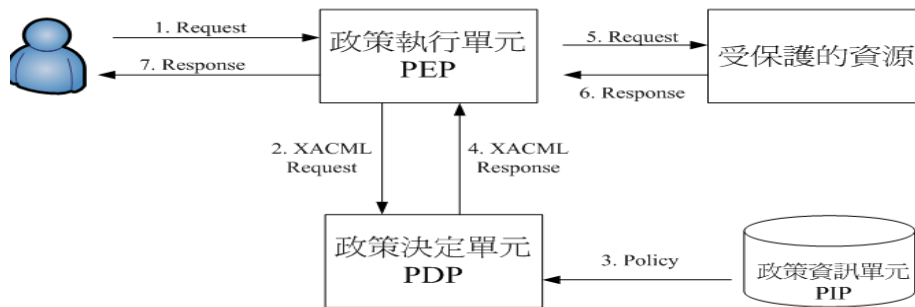 1. Request
7. Response
政策執行單元
PEP
5. Request
6. Response
受保護的資源
2. XACML
Request
4. XACML
Response
政策決定單元
PDP
3. Policy
政策資訊單元
PIP